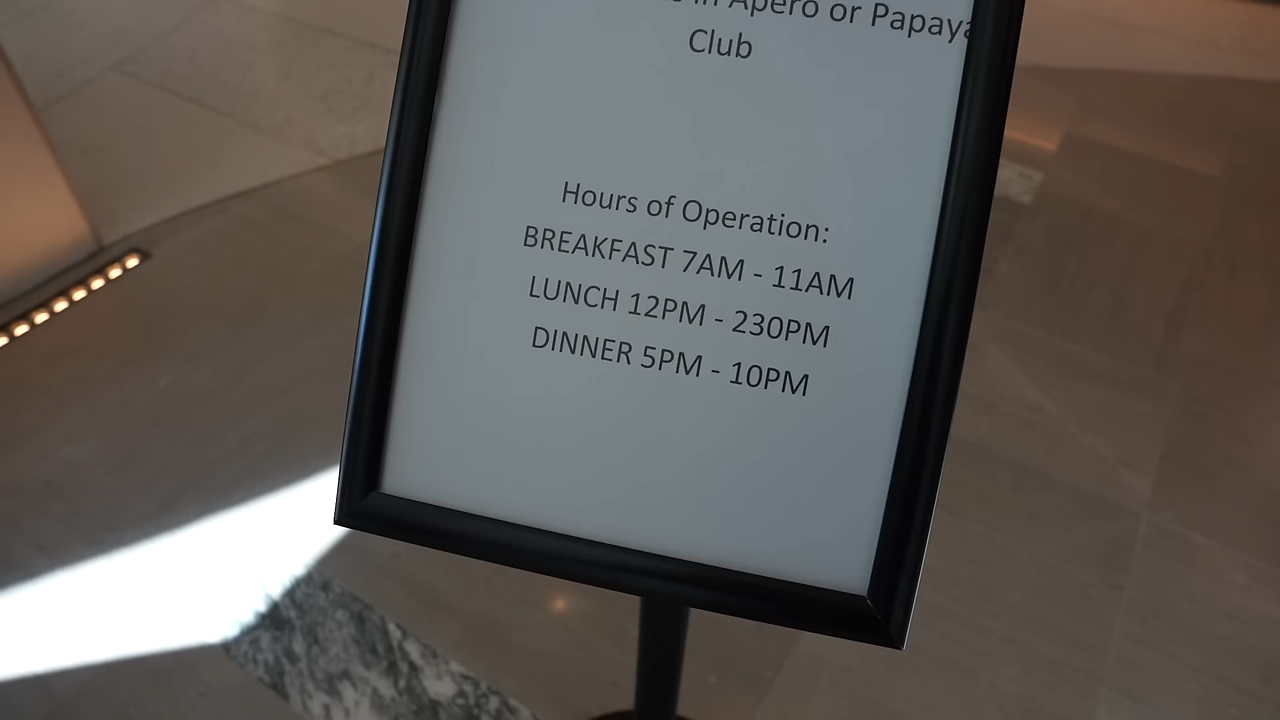 in Apero or Papaya
Club
Hours of Operation:
BREAKFAST 7AM - 11AM
LUNCH 12PM - 230PM
DINNER 5PM - 10PM